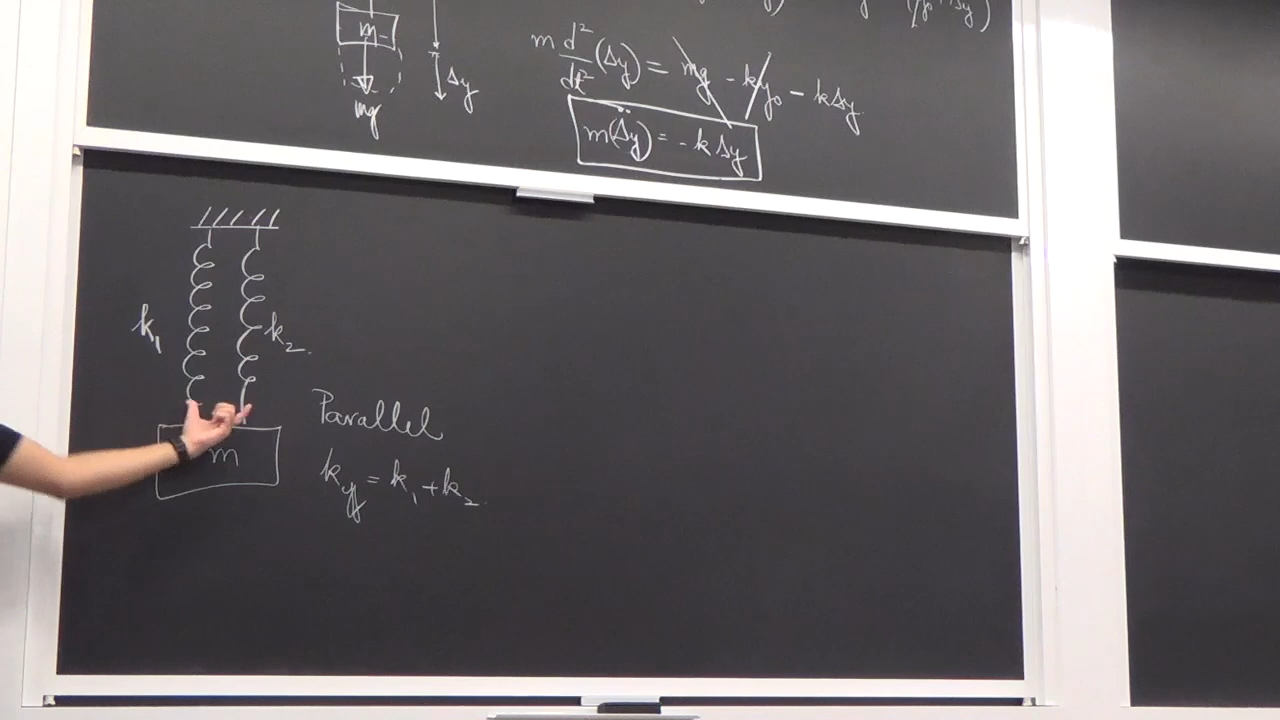 m
mg
Δy
m d²/dt² (Δy) = mg - ky₀ - kΔy
m(Δÿ) = - k Δy
k₁
k₂
m
Parallel
k_eff = k₁ + k₂